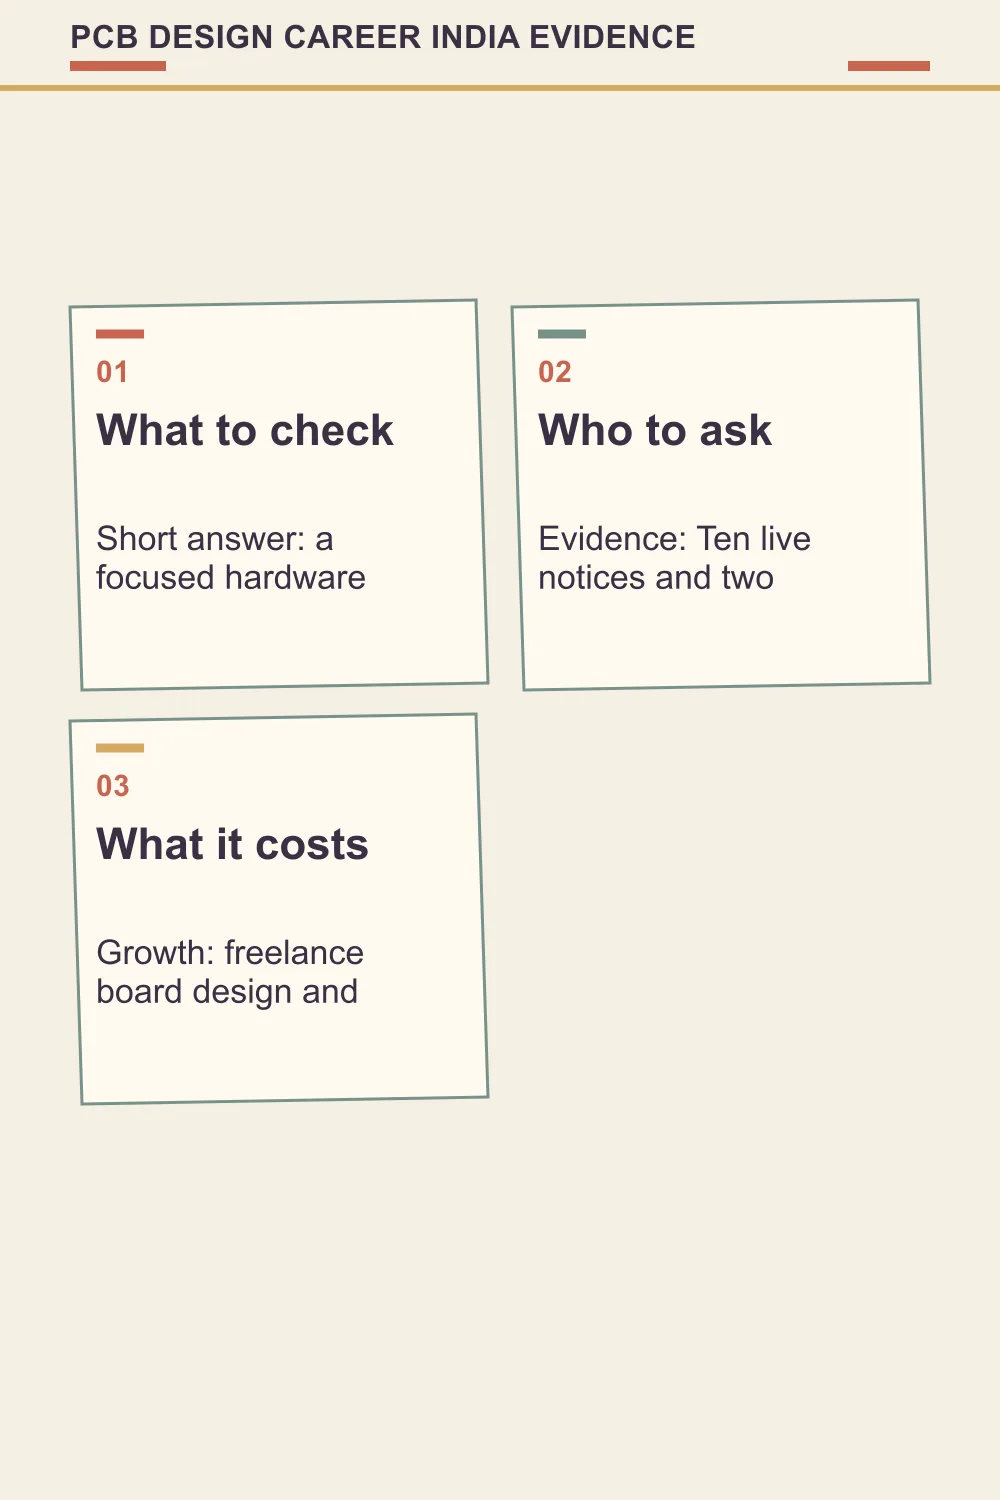 PCB DESIGN CAREER INDIA EVIDENCE
01
What to check
Short answer: a
focused hardware
02
Who to ask
Evidence: Ten live
notices and two
03
What it costs
Growth: freelance
board design and